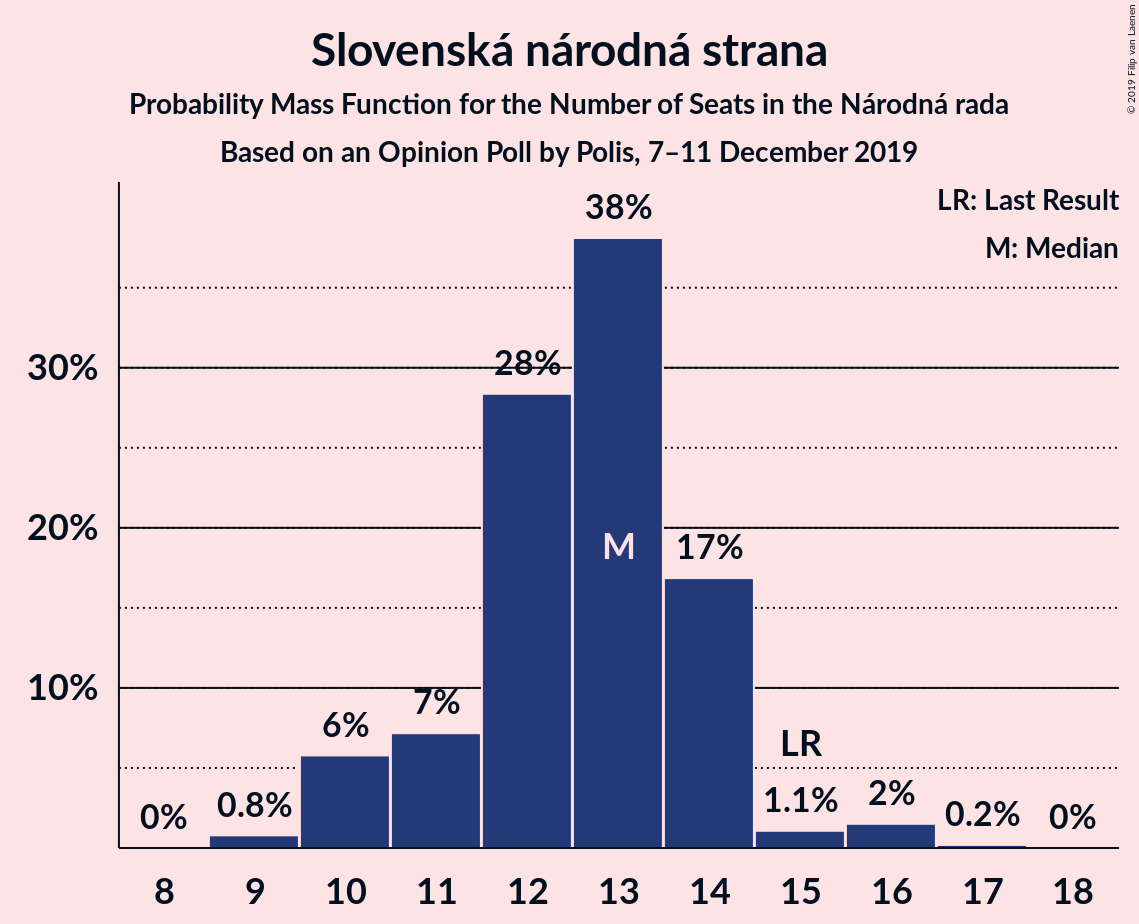 Slovenská národná strana
Probability Mass Function for the Number of Seats in the Národná rada
Based on an Opinion Poll by Polis, 7–11 December 2019
© 2019 Filip van Laenen
LR: Last Result
M: Median
38%
30%
28%
20%
M
17%
10%
7%
6%
LR
0%
0.8%
1.1%
2%
0.2%
0%
8 9 10 11 12 13 14 15 16 17 18